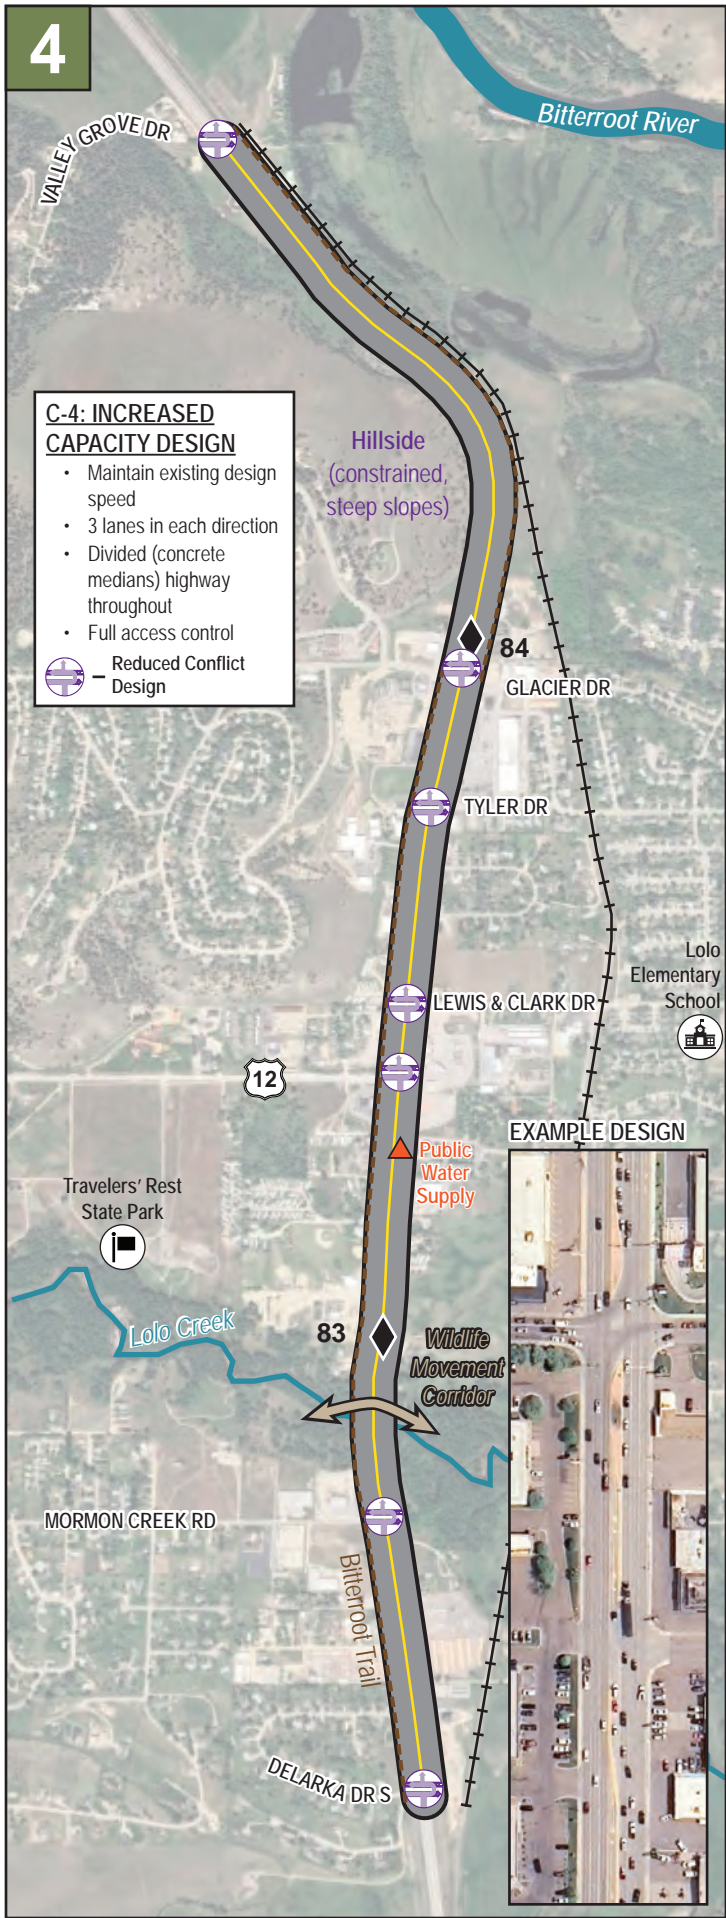 4
Bitterroot River
VALLEY GROVE DR
C-4: INCREASED
CAPACITY DESIGN
• Maintain existing design
speed
• 3 lanes in each direction
• Divided (concrete
medians) highway
throughout
• Full access control
– Reduced Conflict
Design
Hillside
(constrained,
steep slopes)
84
GLACIER DR
TYLER DR
Lolo
Elementary
School
LEWIS & CLARK DR
12
EXAMPLE DESIGN
Public
Water
Supply
Travelers' Rest
State Park
Lolo Creek
83
Wildlife
Movement
Corridor
MORMON CREEK RD
Bitterroot Trail
DELARKA DR S